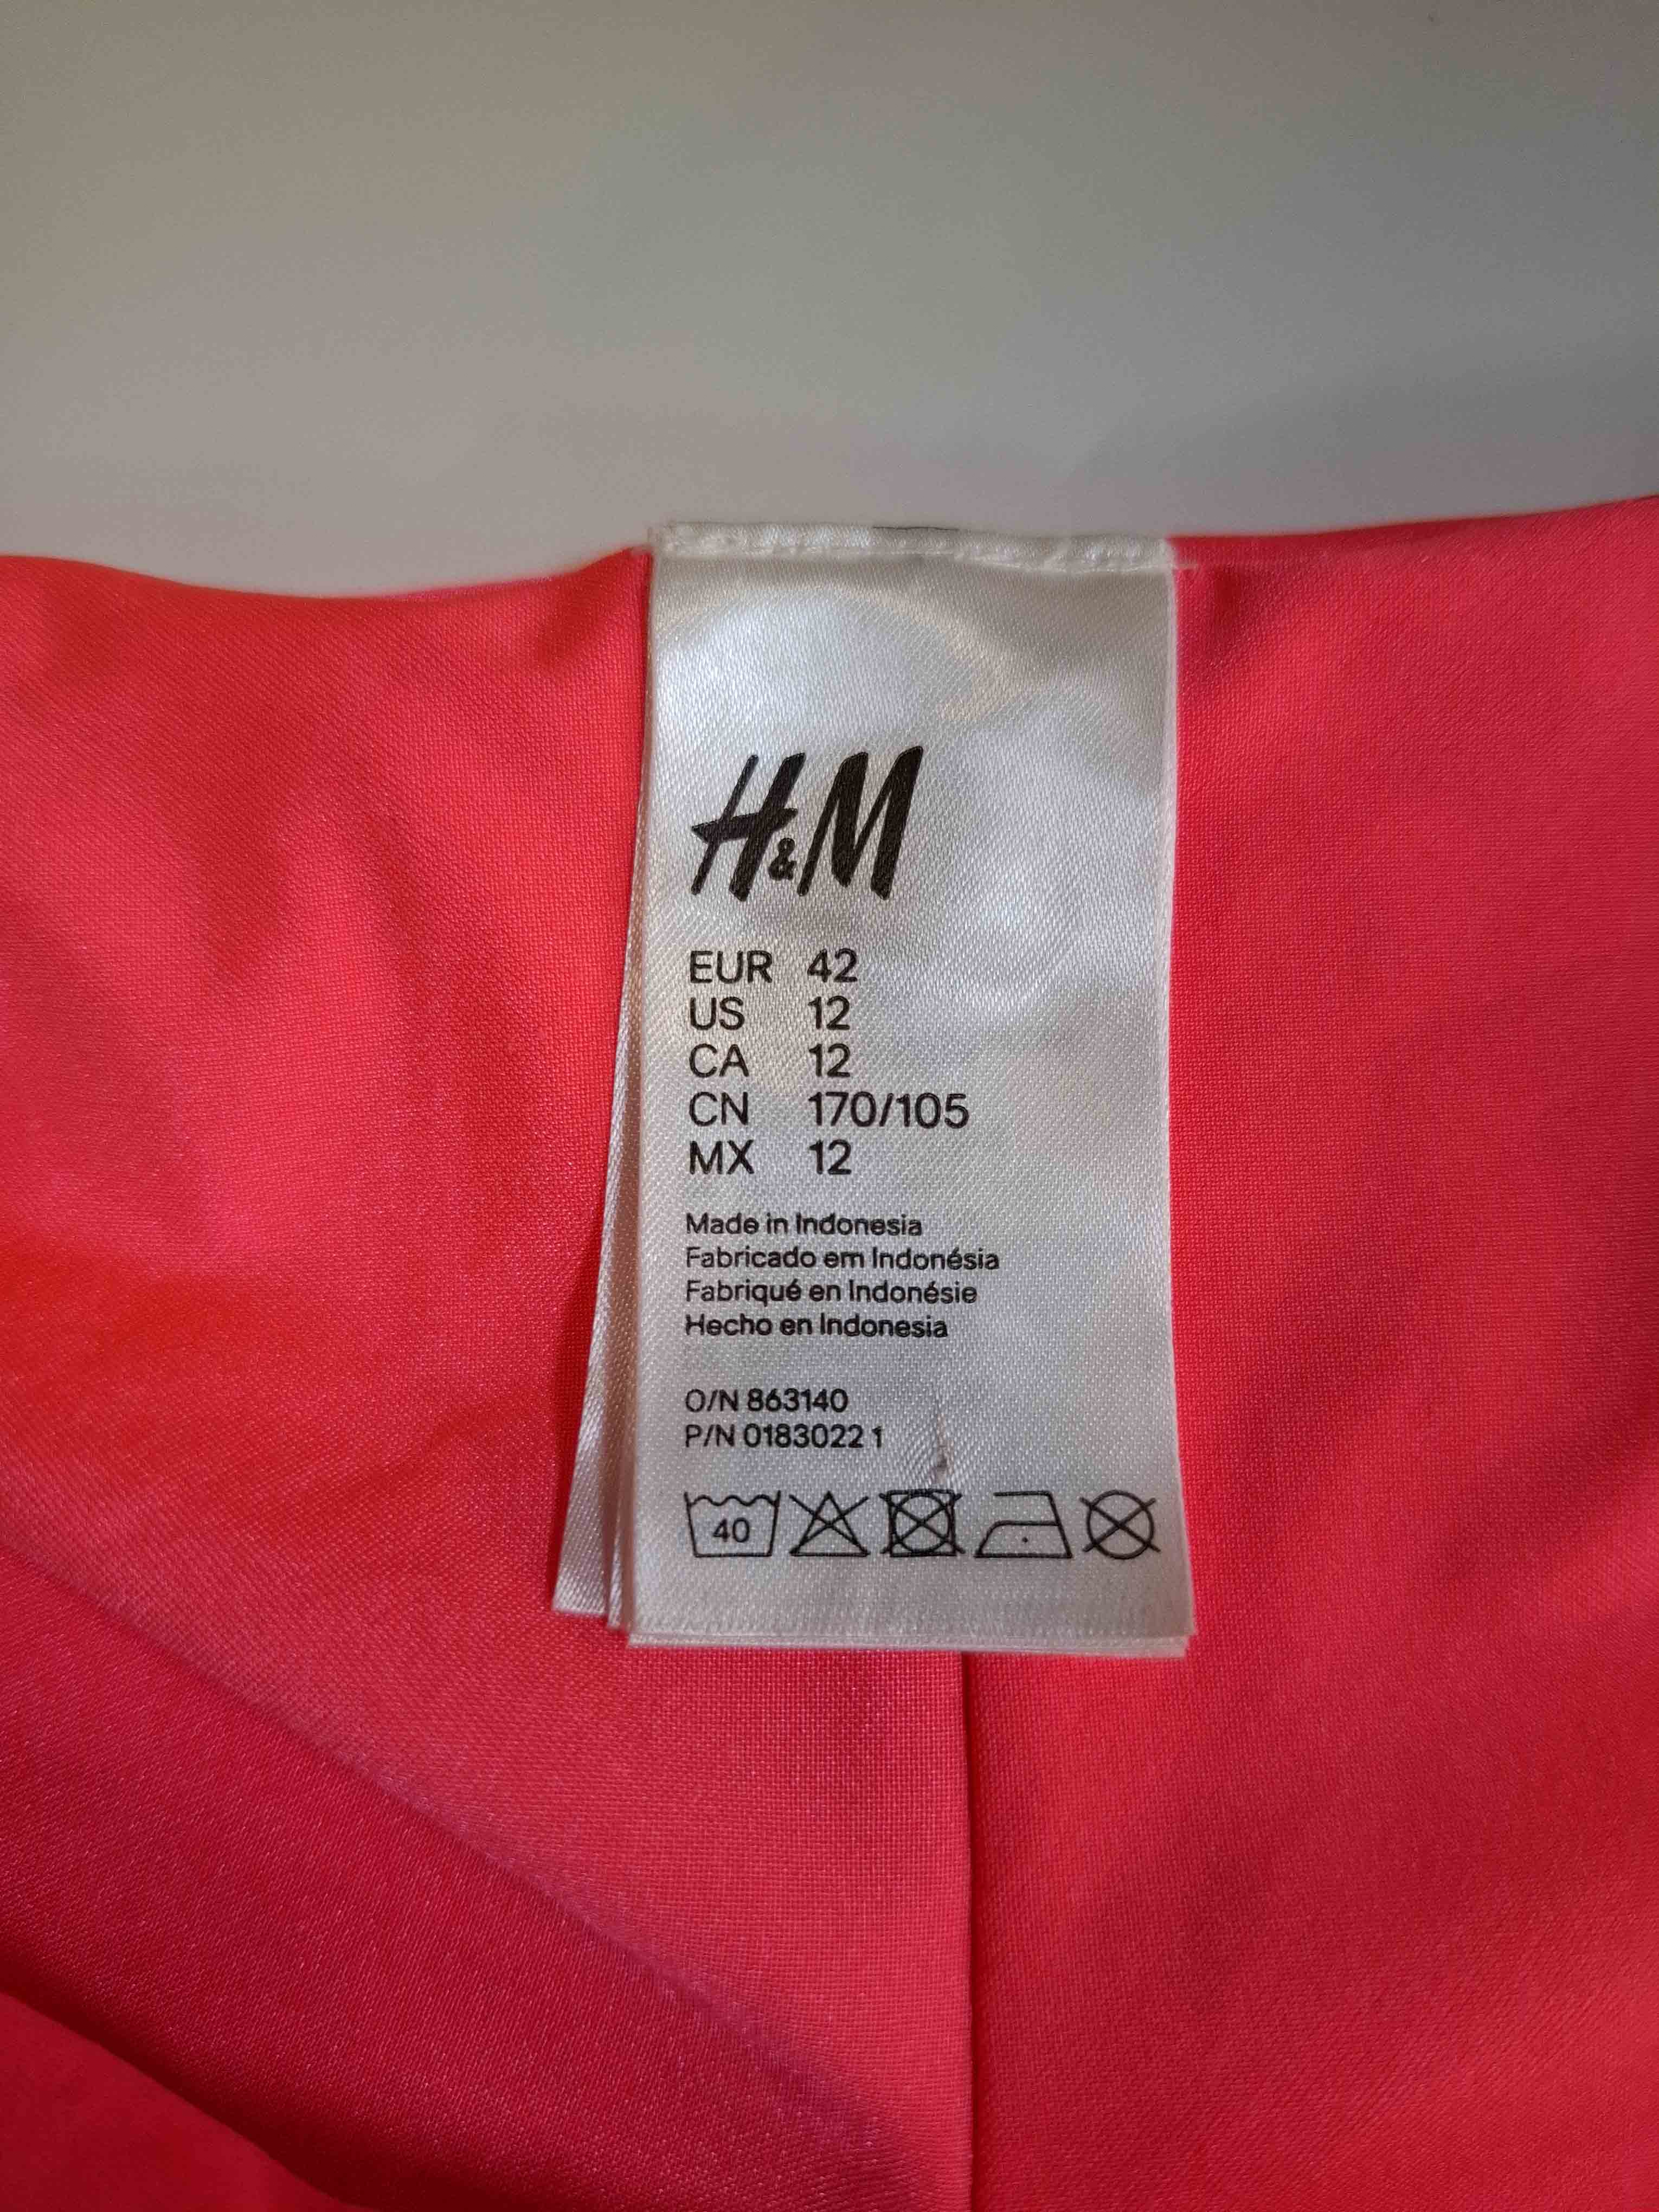 H&M
EUR 42
US 12
CA 12
CN 170/105
MX 12
Made in Indonesia
Fabricado em Indonésia
Fabriqué en Indonésie
Hecho en Indonesia
O/N 863140
P/N 0183022 1
40